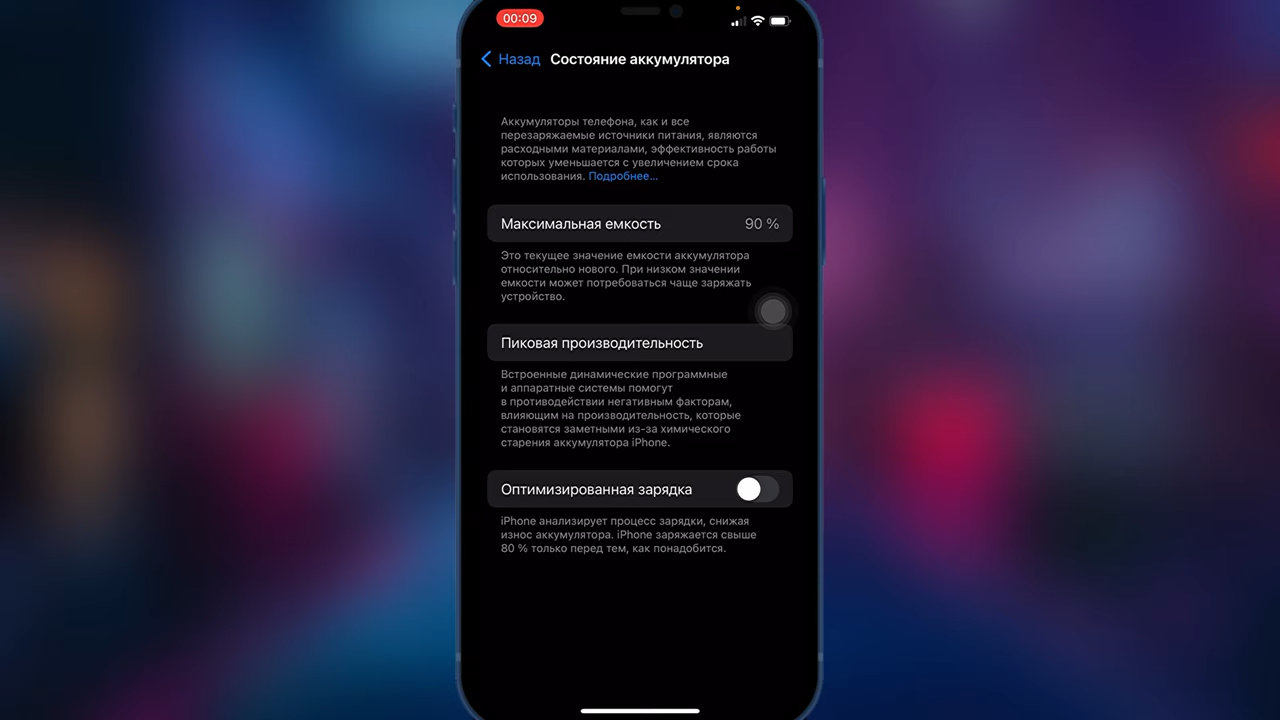 00:09
Назад Состояние аккумулятора
Аккумуляторы телефона, как и все
перезаряжаемые источники питания, являются
расходными материалами, эффективность работы
которых уменьшается с увеличением срока
использования. Подробнее...
Максимальная емкость 90 %
Это текущее значение емкости аккумулятора
относительно нового. При низком значении
емкости может потребоваться чаще заряжать
устройство.
Пиковая производительность
Встроенные динамические программные
и аппаратные системы помогут
в противодействии негативным факторам,
влияющим на производительность, которые
становятся заметными из-за химического
старения аккумулятора iPhone.
Оптимизированная зарядка
iPhone анализирует процесс зарядки, снижая
износ аккумулятора. iPhone заряжается свыше
80 % только перед тем, как понадобится.